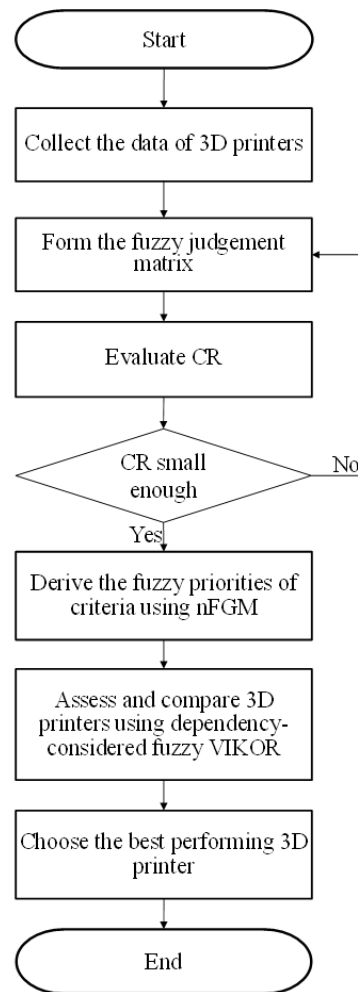 Start
Collect the data of 3D printers
Form the fuzzy judgement
matrix
Evaluate CR
CR small
enough
No
Yes
Derive the fuzzy priorities of
criteria using nFGM
Assess and compare 3D
printers using dependency-
considered fuzzy VIKOR
Choose the best performing 3D
printer
End